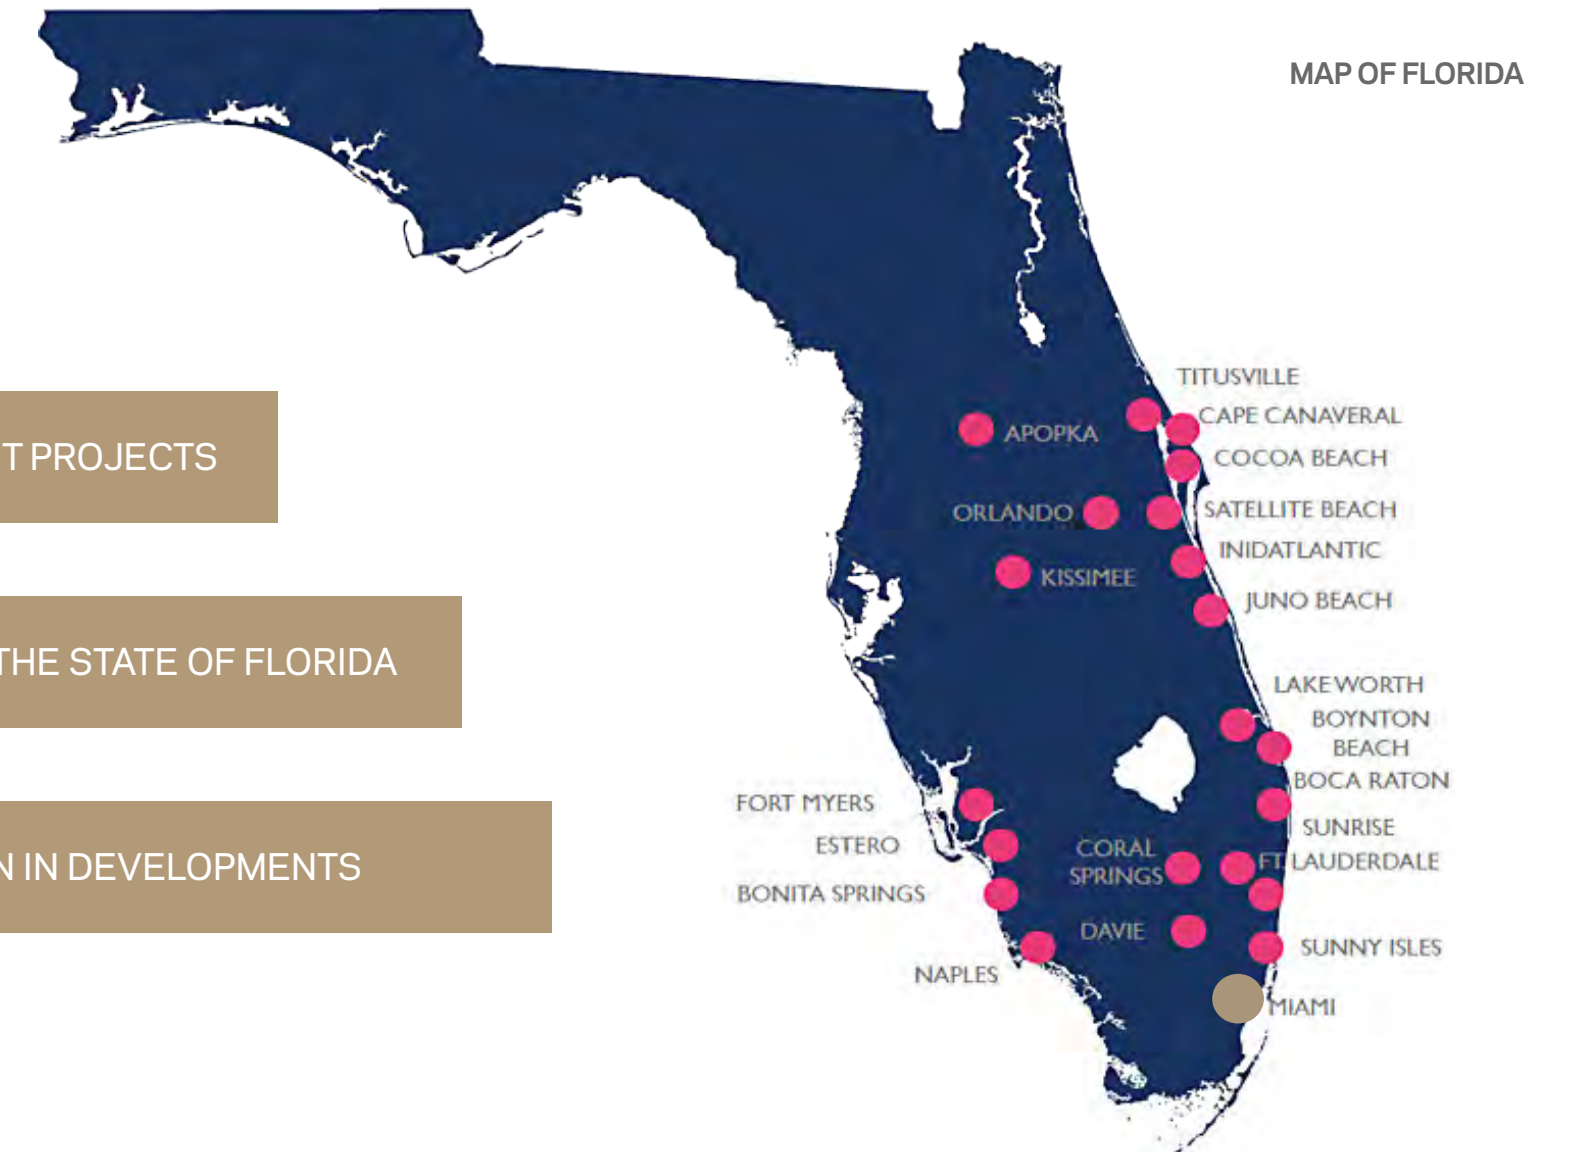 MAP OF FLORIDA
TITUSVILLE
CAPE CANAVERAL
APOPKA
T PROJECTS
COCOA BEACH
ORLANDO
SATELLITE BEACH
INIDATLANTIC
KISSIMEE
JUNO BEACH
THE STATE OF FLORIDA
LAKE WORTH
BOYNTON
BEACH
BOCA RATON
FORT MYERS
SUNRISE
ESTERO
CORAL
SPRINGS
FT. LAUDERDALE
N IN DEVELOPMENTS
BONITA SPRINGS
DAVIE
SUNNY ISLES
NAPLES
MIAMI